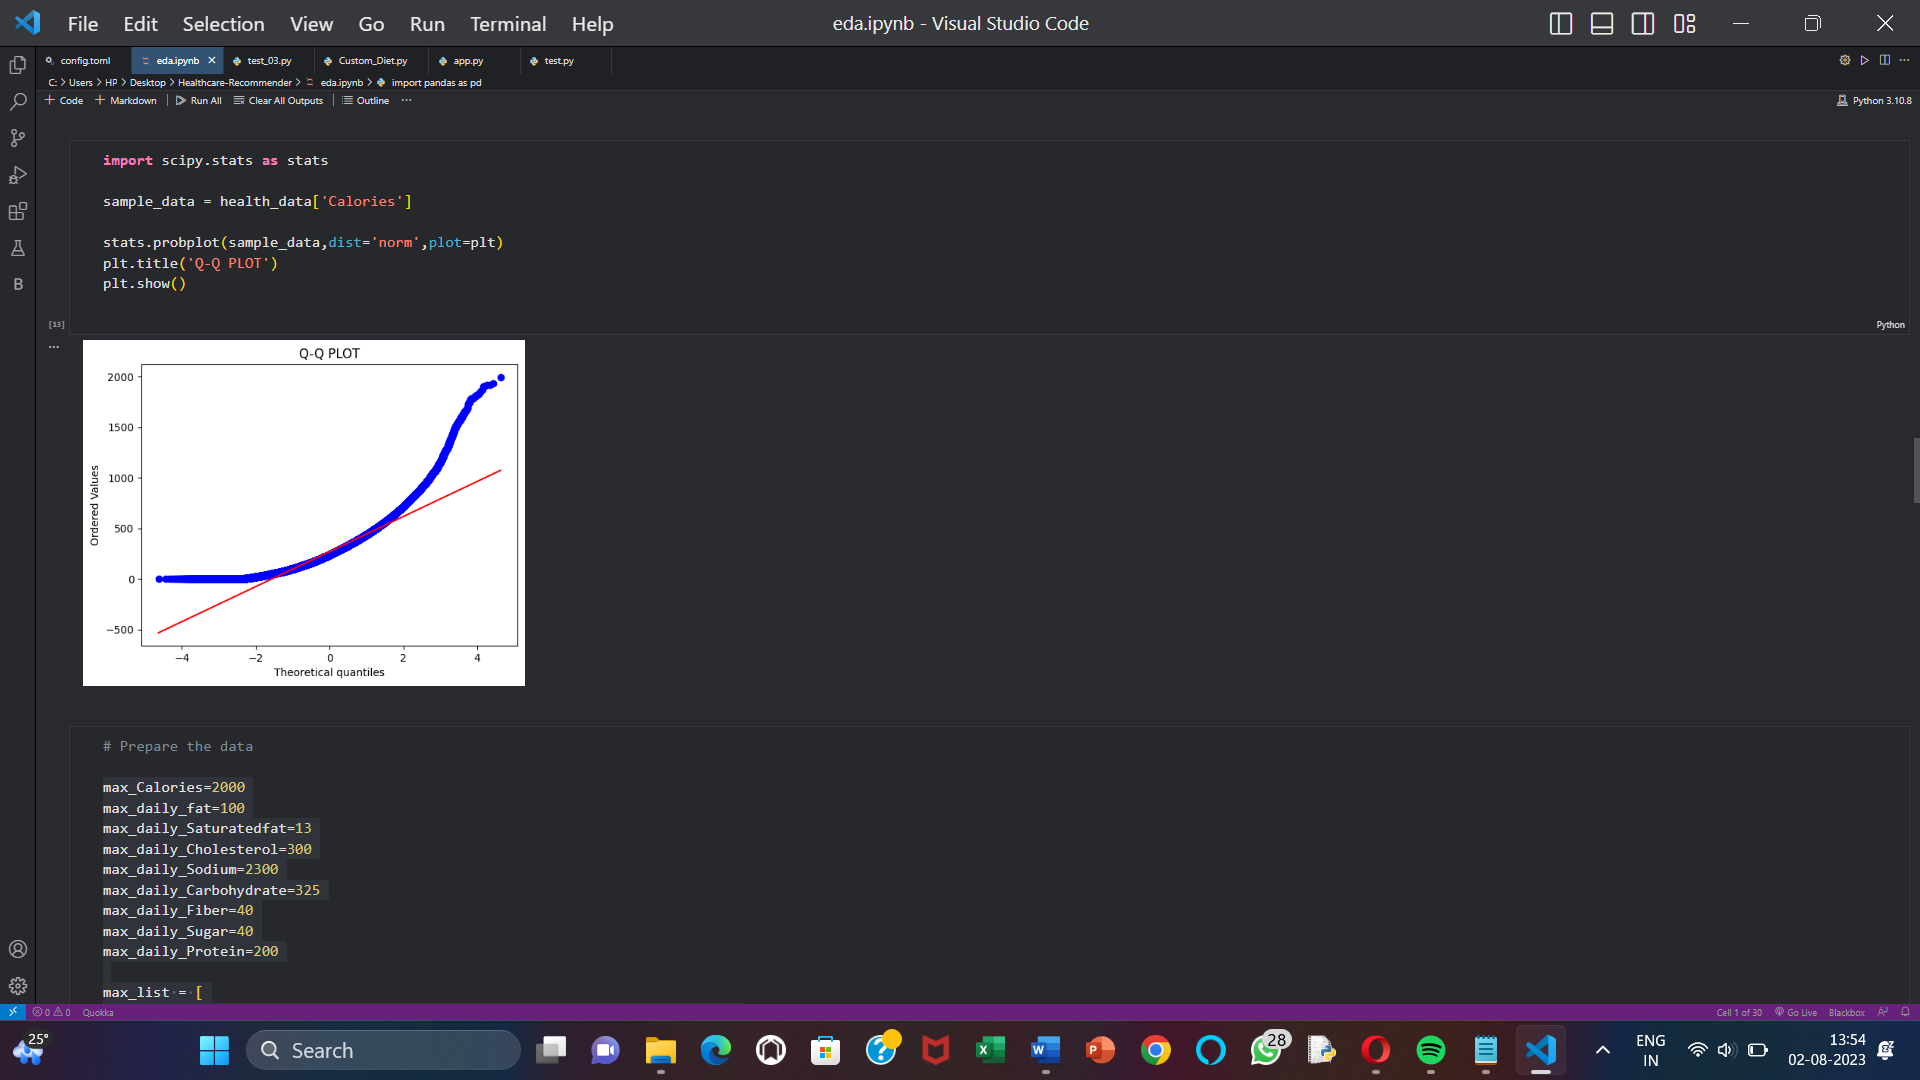 File Edit Selection View Go Run Terminal Help
eda.ipynb - Visual Studio Code
config.toml eda.ipynb test_03.py Custom_Diet.py app.py test.py
C: > Users > HP > Desktop > Healthcare-Recommender > eda.ipynb > import pandas as pd
+ Code + Markdown | Run All Clear All Outputs | Outline ...
Python 3.10.8
import scipy.stats as stats
sample_data = health_data['Calories']
stats.probplot(sample_data,dist='norm',plot=plt)
plt.title('Q-Q PLOT')
plt.show()
[13]
Python
...
Q-Q PLOT
2000
1500
1000
500
0
−500
Ordered Values
−4 −2 0 2 4
Theoretical quantiles
# Prepare the data
max_Calories=2000
max_daily_fat=100
max_daily_Saturatedfat=13
max_daily_Cholesterol=300
max_daily_Sodium=2300
max_daily_Carbohydrate=325
max_daily_Fiber=40
max_daily_Sugar=40
max_daily_Protein=200
max_list = [
0 0 Quokka
Cell 1 of 30 Go Live Blackbox
25°
Search
28
ENG
IN
13:54
02-08-2023